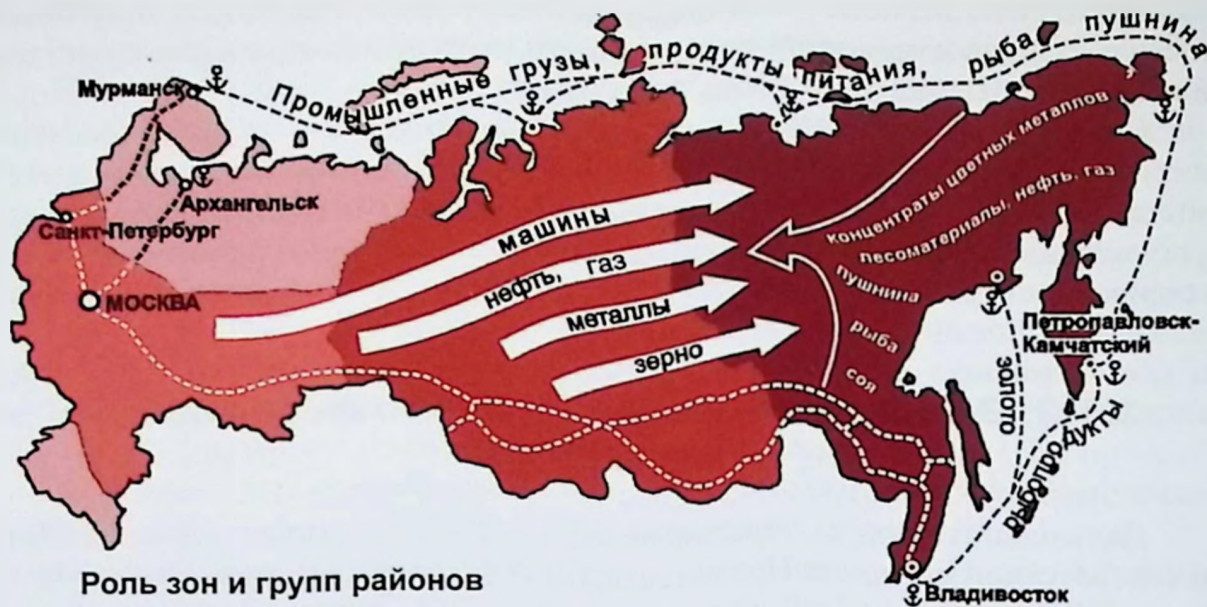 Промышленные грузы, продукты питания, рыба пушнина
Мурманск
Архангельск
Санкт-Петербург
МОСКВА
машины
нефть, газ
металлы
зерно
концентраты цветных металлов
лесоматериалы, нефть, газ
пушнина
рыба
соя
Петропавловск-
Камчатский
золото
рыбопродукты
Владивосток
Роль зон и групп районов